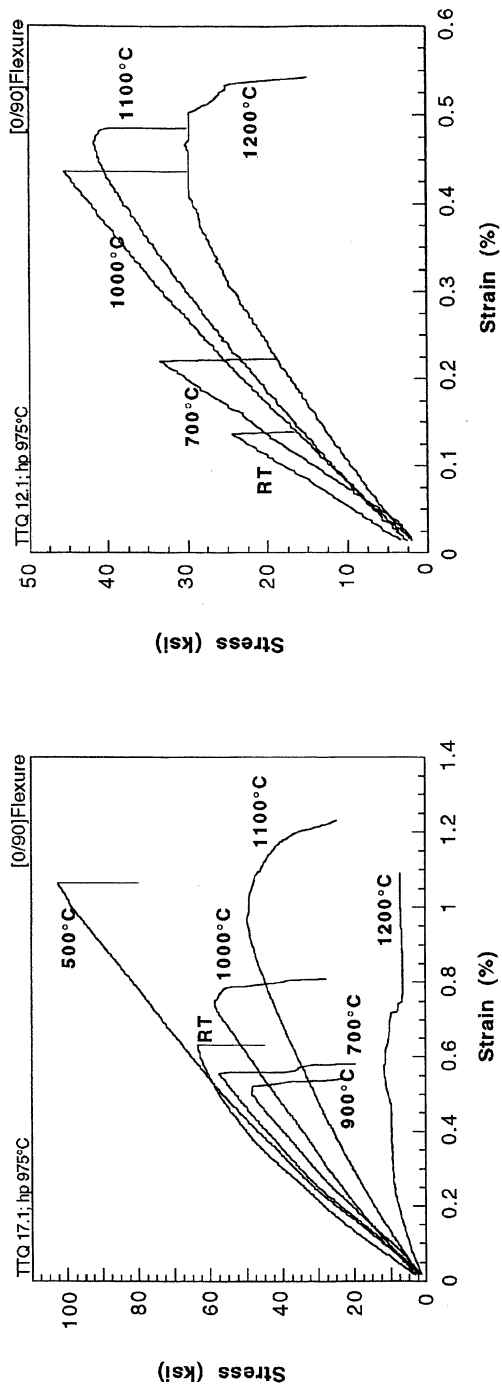 TTQ 17.1; hp 975°C
[0/90]Flexure
Stress (ksi)
100
80
60
40
20
0
500°C
RT
1000°C
1100°C
700°C
900°C
1200°C
0
0.2
0.4
0.6
0.8
1
1.2
1.4
Strain (%)
TTQ 12.1; hp 975°C
[0/90]Flexure
Stress (ksi)
50
40
30
20
10
0
1000°C
1100°C
700°C
RT
1200°C
0
0.1
0.2
0.3
0.4
0.5
0.6
Strain (%)